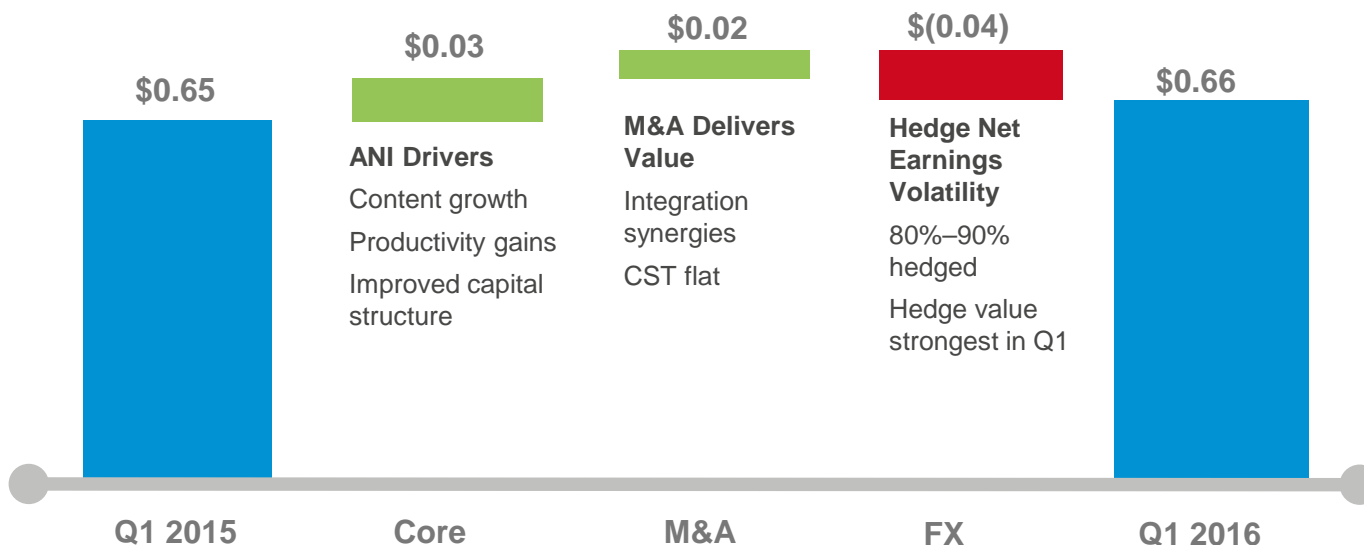 $0.65
$0.03
ANI Drivers
Content growth
Productivity gains
Improved capital
structure
$0.02
M&A Delivers
Value
Integration
synergies
CST flat
$(0.04)
Hedge Net
Earnings
Volatility
80%–90%
hedged
Hedge value
strongest in Q1
$0.66
Q1 2015
Core
M&A
FX
Q1 2016